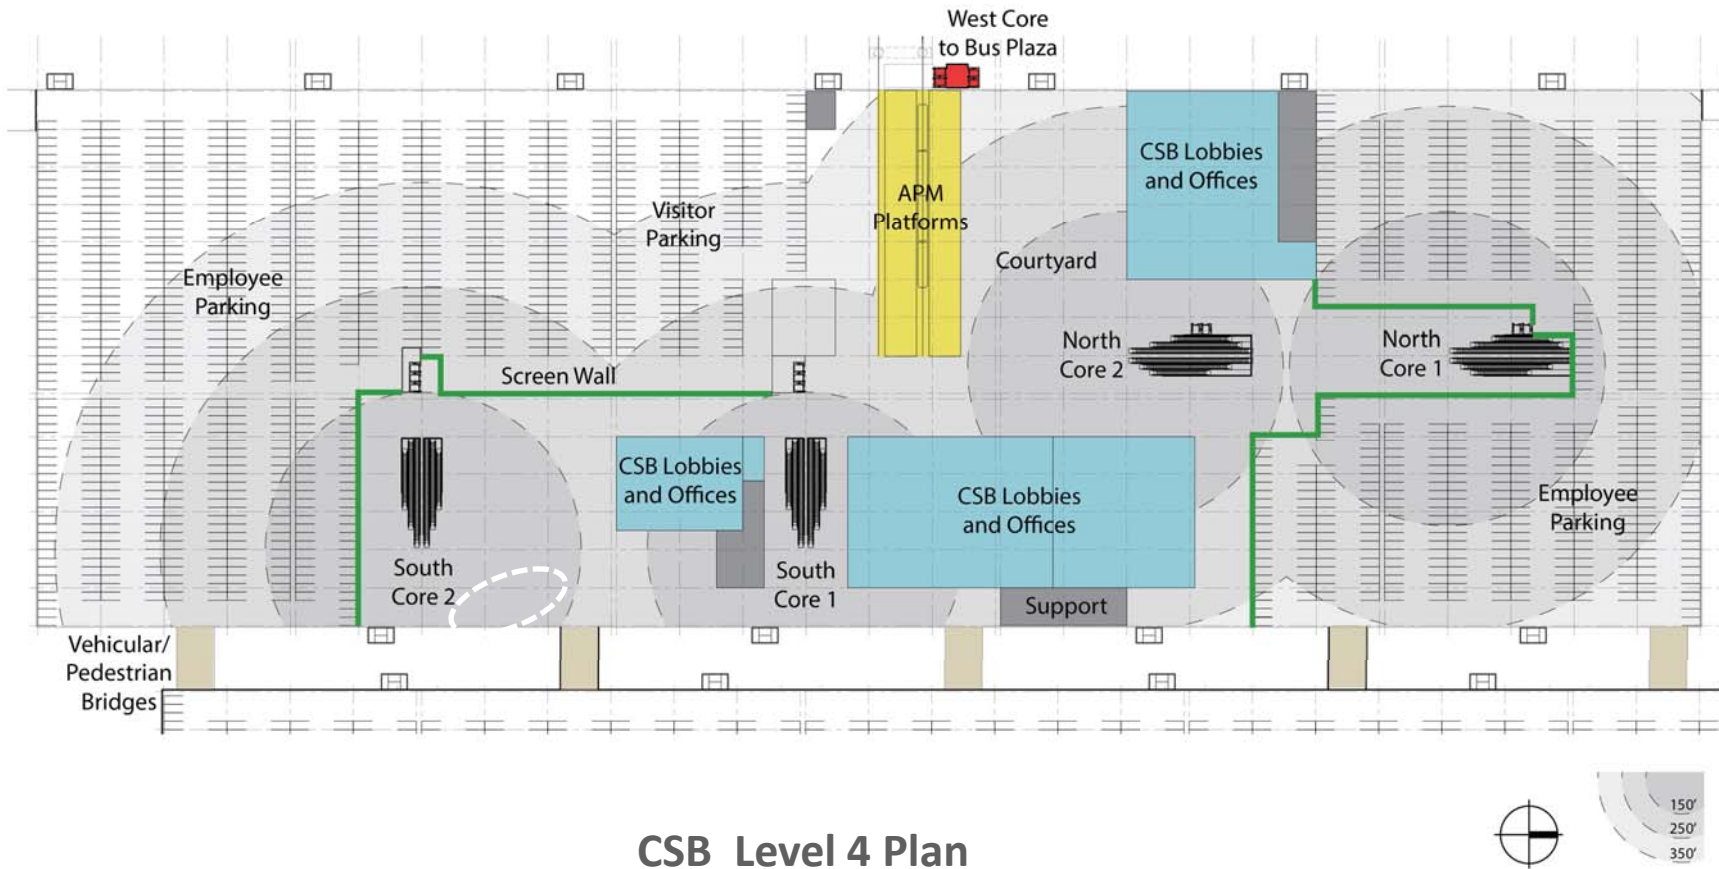 West Core
to Bus Plaza
CSB Lobbies
and Offices
APM
Platforms
Visitor
Parking
Courtyard
Employee
Parking
North
Core 2
North
Core 1
Screen Wall
CSB Lobbies
and Offices
CSB Lobbies
and Offices
Employee
Parking
South
Core 2
South
Core 1
Support
Vehicular/
Pedestrian
Bridges
150'
250'
350'
CSB Level 4 Plan